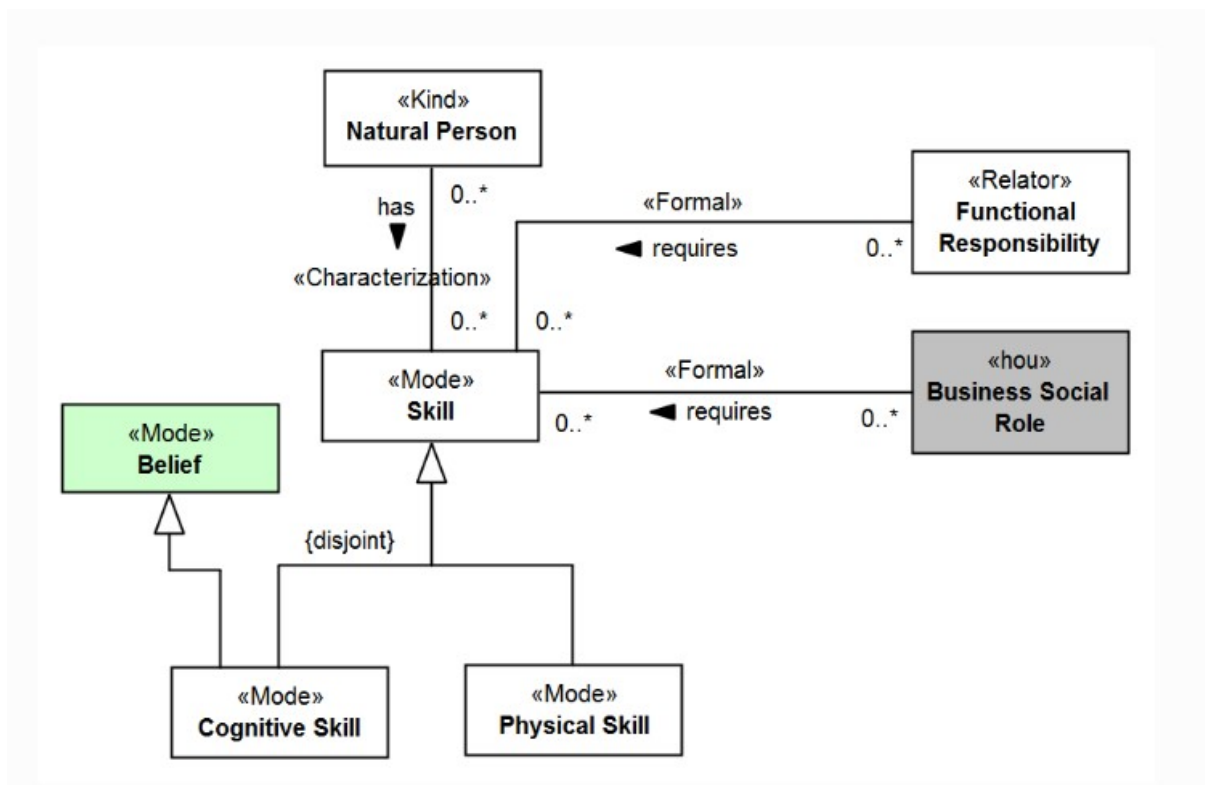 «Kind»
Natural Person
0..*
has
«Characterization»
0..*
«Relator»
Functional
Responsibility
«Formal»
requires
0..*
0..*
«Mode»
Skill
«hou»
Business Social
Role
«Formal»
requires
0..*
0..*
«Mode»
Belief
{disjoint}
«Mode»
Cognitive Skill
«Mode»
Physical Skill